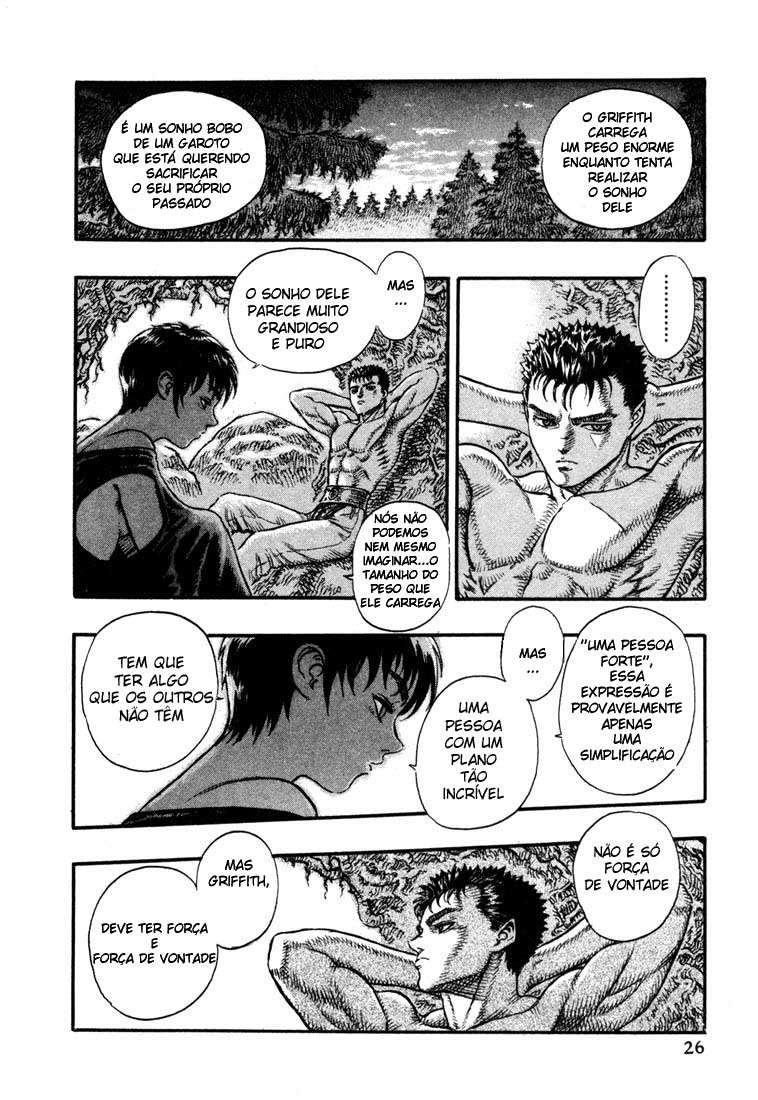 O GRIFFITH
CARREGA
UM PESO ENORME
ENQUANTO TENTA
REALIZAR
O SONHO
DELE
É UM SONHO BOBO
DE UM GAROTO
QUE ESTÁ QUERENDO
SACRIFICAR
O SEU PRÓPRIO
PASSADO
..........
MAS
...
O SONHO DELE
PARECE MUITO
GRANDIOSO
E PURO
NÓS NÃO
PODEMOS
NEM MESMO
IMAGINAR...O
TAMANHO DO
PESO QUE
ELE CARREGA
"UMA PESSOA
FORTE",
ESSA
EXPRESSÃO É
PROVAVELMENTE
APENAS
UMA
SIMPLIFICAÇÃO
MAS
...
UMA
PESSOA
COM UM
PLANO
TÃO
INCRÍVEL
TEM QUE
TER ALGO
QUE OS OUTROS
NÃO TÊM
NÃO É SÓ
FORÇA
DE VONTADE
MAS
GRIFFITH,
DEVE TER FORÇA
E
FORÇA DE VONTADE
26